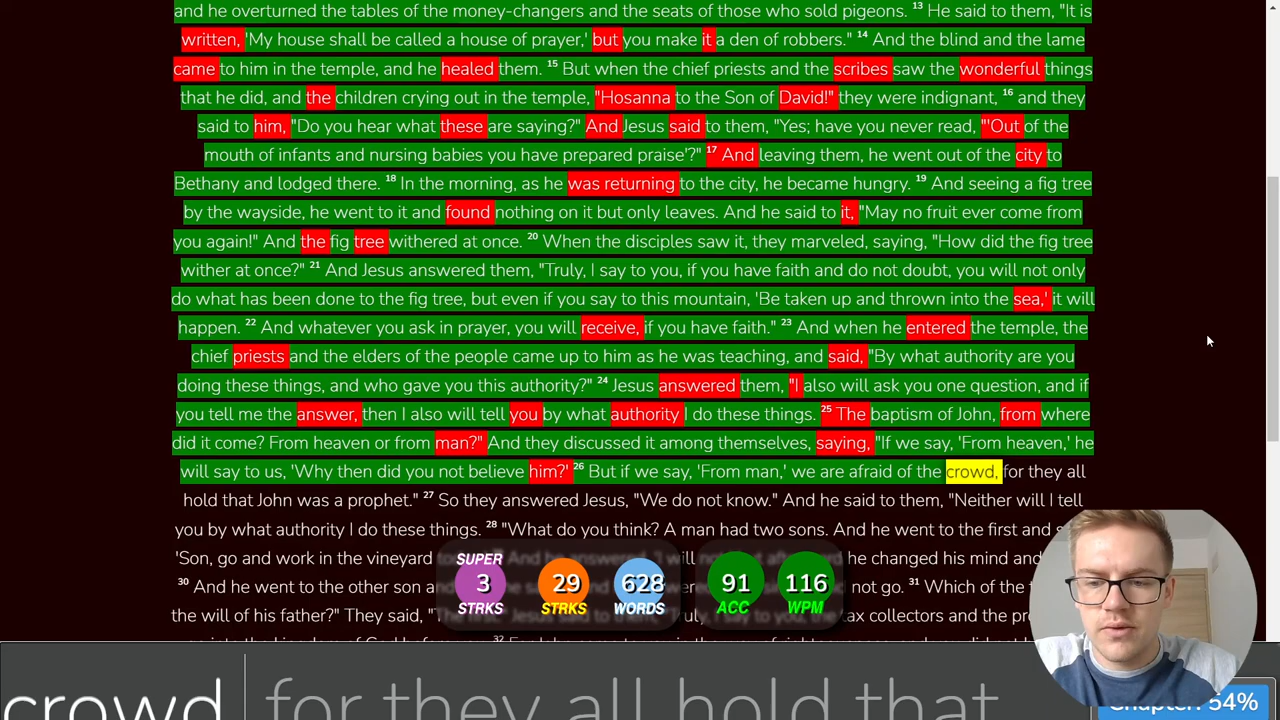 and he overturned the tables of the money-changers and the seats of those who sold pigeons. 13 He said to them, "It is
written, 'My house shall be called a house of prayer,' but you make it a den of robbers." 14 And the blind and the lame
came to him in the temple, and he healed them. 15 But when the chief priests and the scribes saw the wonderful things
that he did, and the children crying out in the temple, "Hosanna to the Son of David!" they were indignant, 16 and they
said to him, "Do you hear what these are saying?" And Jesus said to them, "Yes; have you never read, "'Out of the
mouth of infants and nursing babies you have prepared praise'?" 17 And leaving them, he went out of the city to
Bethany and lodged there. 18 In the morning, as he was returning to the city, he became hungry. 19 And seeing a fig tree
by the wayside, he went to it and found nothing on it but only leaves. And he said to it, "May no fruit ever come from
you again!" And the fig tree withered at once. 20 When the disciples saw it, they marveled, saying, "How did the fig tree
wither at once?" 21 And Jesus answered them, "Truly, I say to you, if you have faith and do not doubt, you will not only
do what has been done to the fig tree, but even if you say to this mountain, 'Be taken up and thrown into the sea,' it will
happen. 22 And whatever you ask in prayer, you will receive, if you have faith." 23 And when he entered the temple, the
chief priests and the elders of the people came up to him as he was teaching, and said, "By what authority are you
doing these things, and who gave you this authority?" 24 Jesus answered them, "I also will ask you one question, and if
you tell me the answer, then I also will tell you by what authority I do these things. 25 The baptism of John, from where
did it come? From heaven or from man?" And they discussed it among themselves, saying, "If we say, 'From heaven,' he
will say to us, 'Why then did you not believe him?' 26 But if we say, 'From man,' we are afraid of the crowd, for they all
hold that John was a prophet." 27 So they answered Jesus, "We do not know." And he said to them, "Neither will I tell
you by what authority I do these things. 28 "What do you think? A man had two sons. And he went to the first and
'Son, go and work in the vineyard he changed his mind and
30 And he went to the other son not go. 31 Which of the
the will of his father?" They said, collectors and the
SUPER
3 29 628 91 116
STRKS STRKS WORDS ACC WPM
crowd for they all hold that
Chapter: 54%